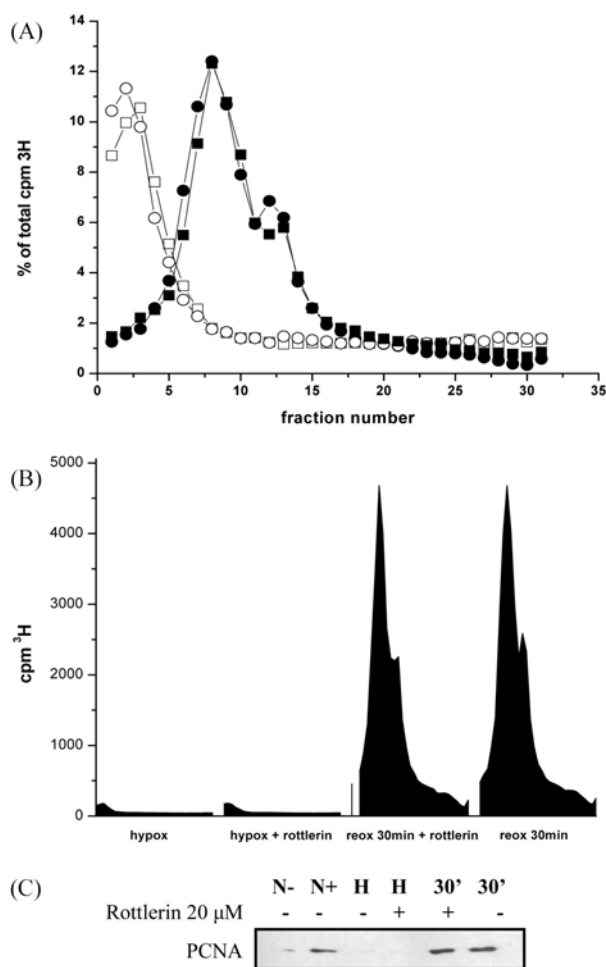 (A)
14
12
10
8
6
4
2
0
% of total cpm 3H
0 5 10 15 20 25 30 35
fraction number
(B)
5000
4000
3000
2000
1000
0
cpm ³H
hypox hypox + rottlerin reox 30min + rottlerin reox 30min
(C)
N- N+ H H 30' 30'
Rottlerin 20 µM - - - + + -
PCNA